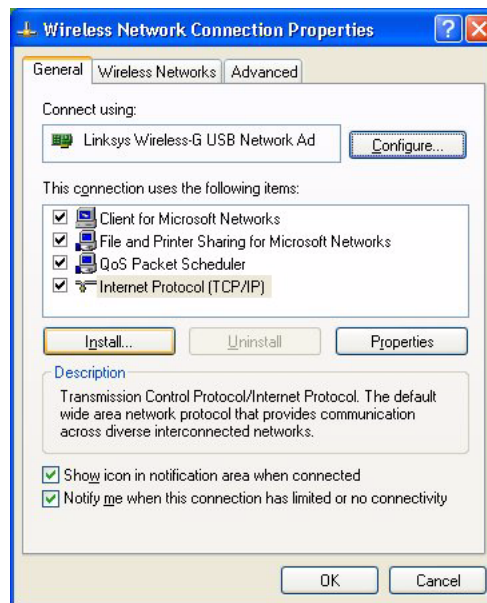 Wireless Network Connection Properties
General
Wireless Networks
Advanced
Connect using:
Linksys Wireless-G USB Network Ad
Configure...
This connection uses the following items:
Client for Microsoft Networks
File and Printer Sharing for Microsoft Networks
QoS Packet Scheduler
Internet Protocol (TCP/IP)
Install...
Uninstall
Properties
Description
Transmission Control Protocol/Internet Protocol. The default
wide area network protocol that provides communication
across diverse interconnected networks.
Show icon in notification area when connected
Notify me when this connection has limited or no connectivity
OK
Cancel